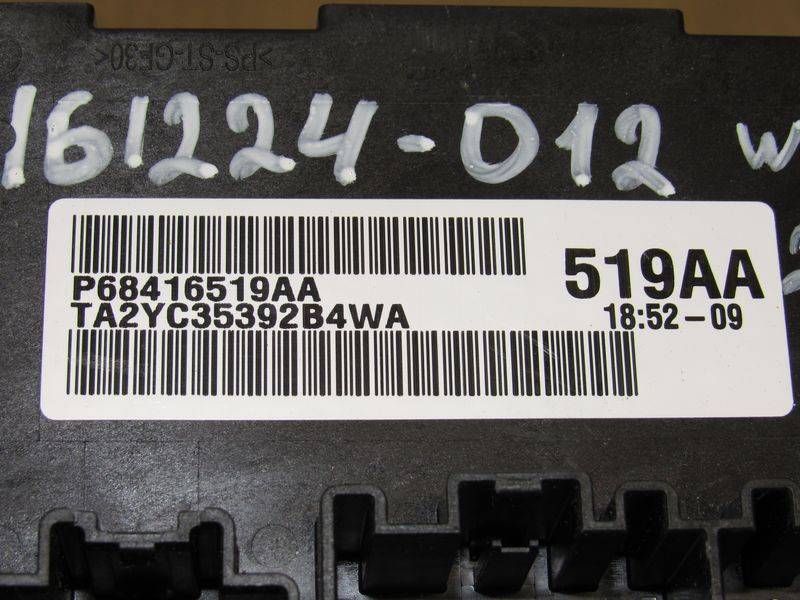 >PS-ST-GF30<
161224-012 W
P68416519AA
519AA
TA2YC35392B4WA
18:52-09